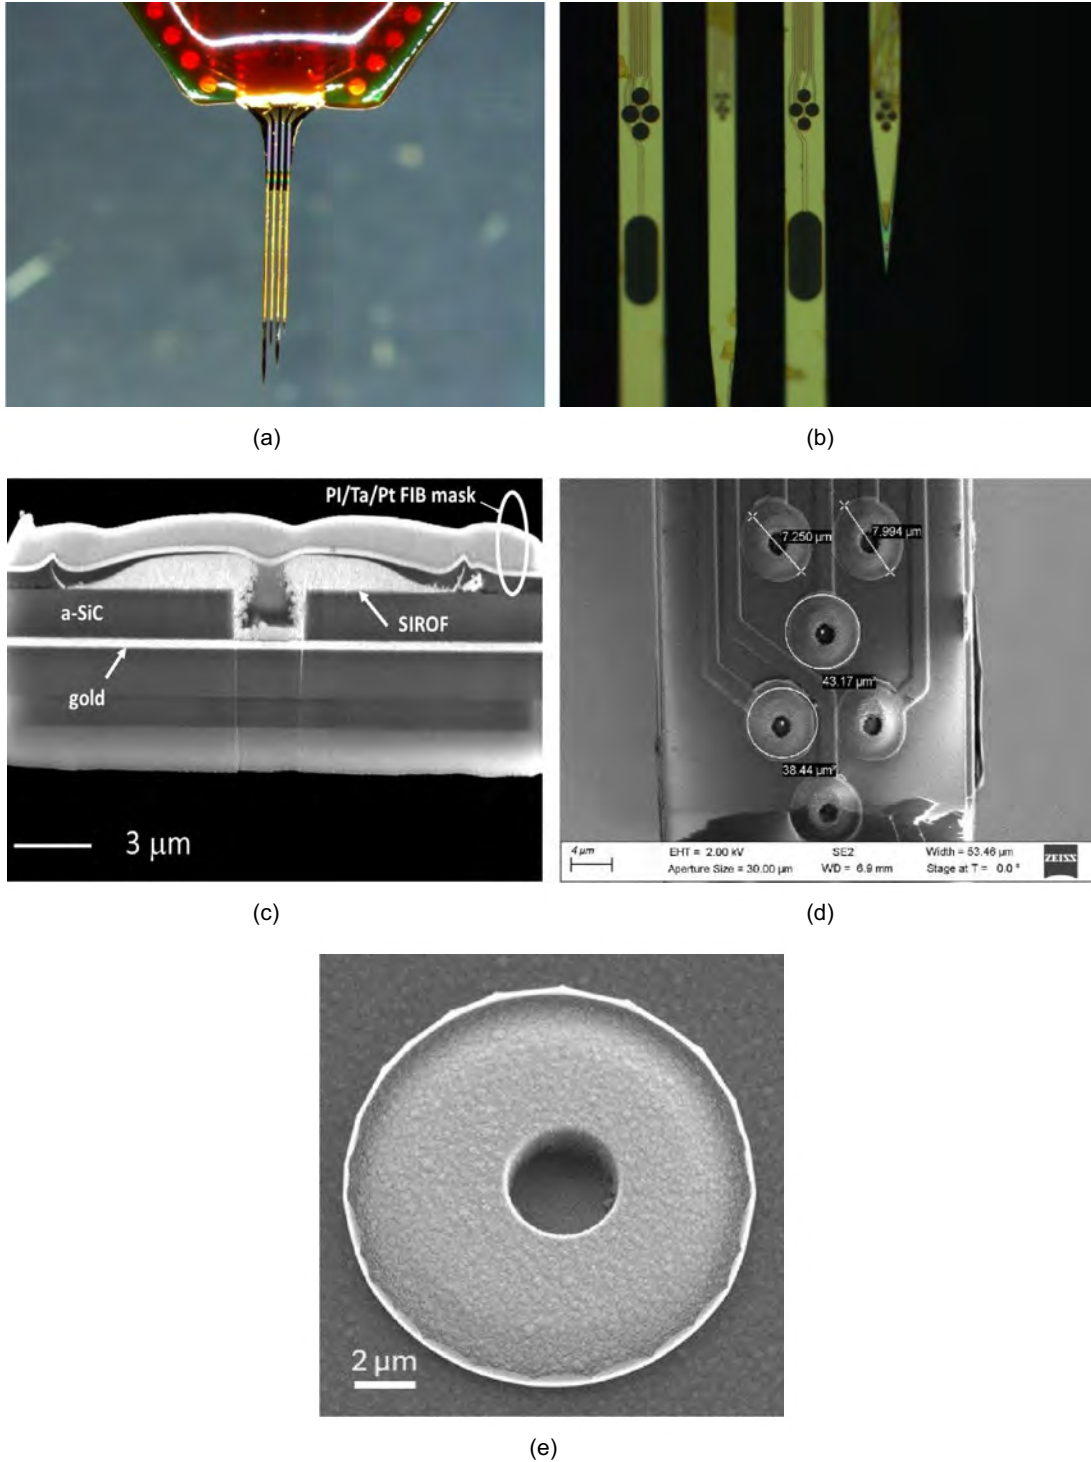 (a)
(b)
PI/Ta/Pt FIB mask
a-SiC
SIROF
gold
3 μm
7.250 μm
7.994 μm
43.17 μm²
38.44 μm²
4 μm
EHT = 2.00 kV
SE2
Width = 53.46 μm
Aperture Size = 30.00 μm
WD = 6.9 mm
Stage at T = 0.0 °
ZEISS
(c)
(d)
2 μm
(e)